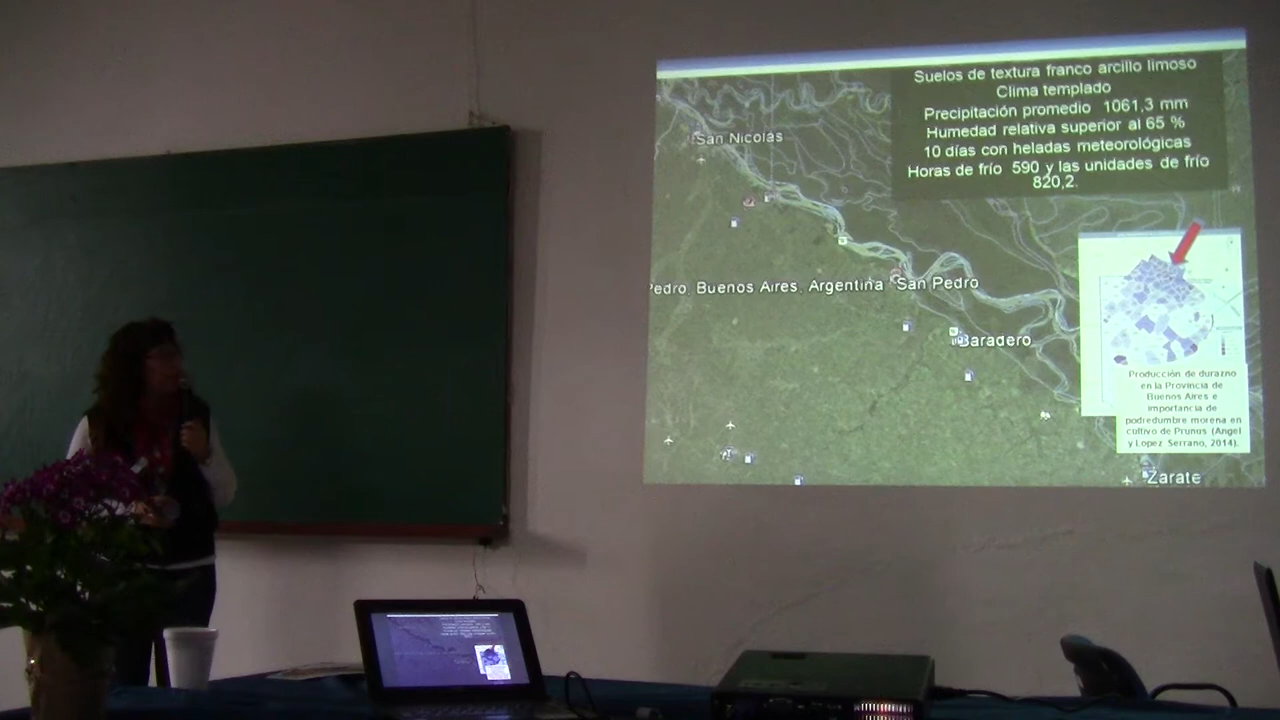 Suelos de textura franco arcillo limoso
Clima templado
Precipitación promedio 1061,3 mm
Humedad relativa superior al 65 %
10 días con heladas meteorológicas
Horas de frío 590 y las unidades de frío
820,2.
San Nicolás
Pedro, Buenos Aires, Argentina San Pedro
Baradero
Producción de durazno
en la Provincia de
Buenos Aires e
importancia de
podredumbre morena en
cultivo de Prunus (Angel
y Lopez Serrano, 2014).
Zarate